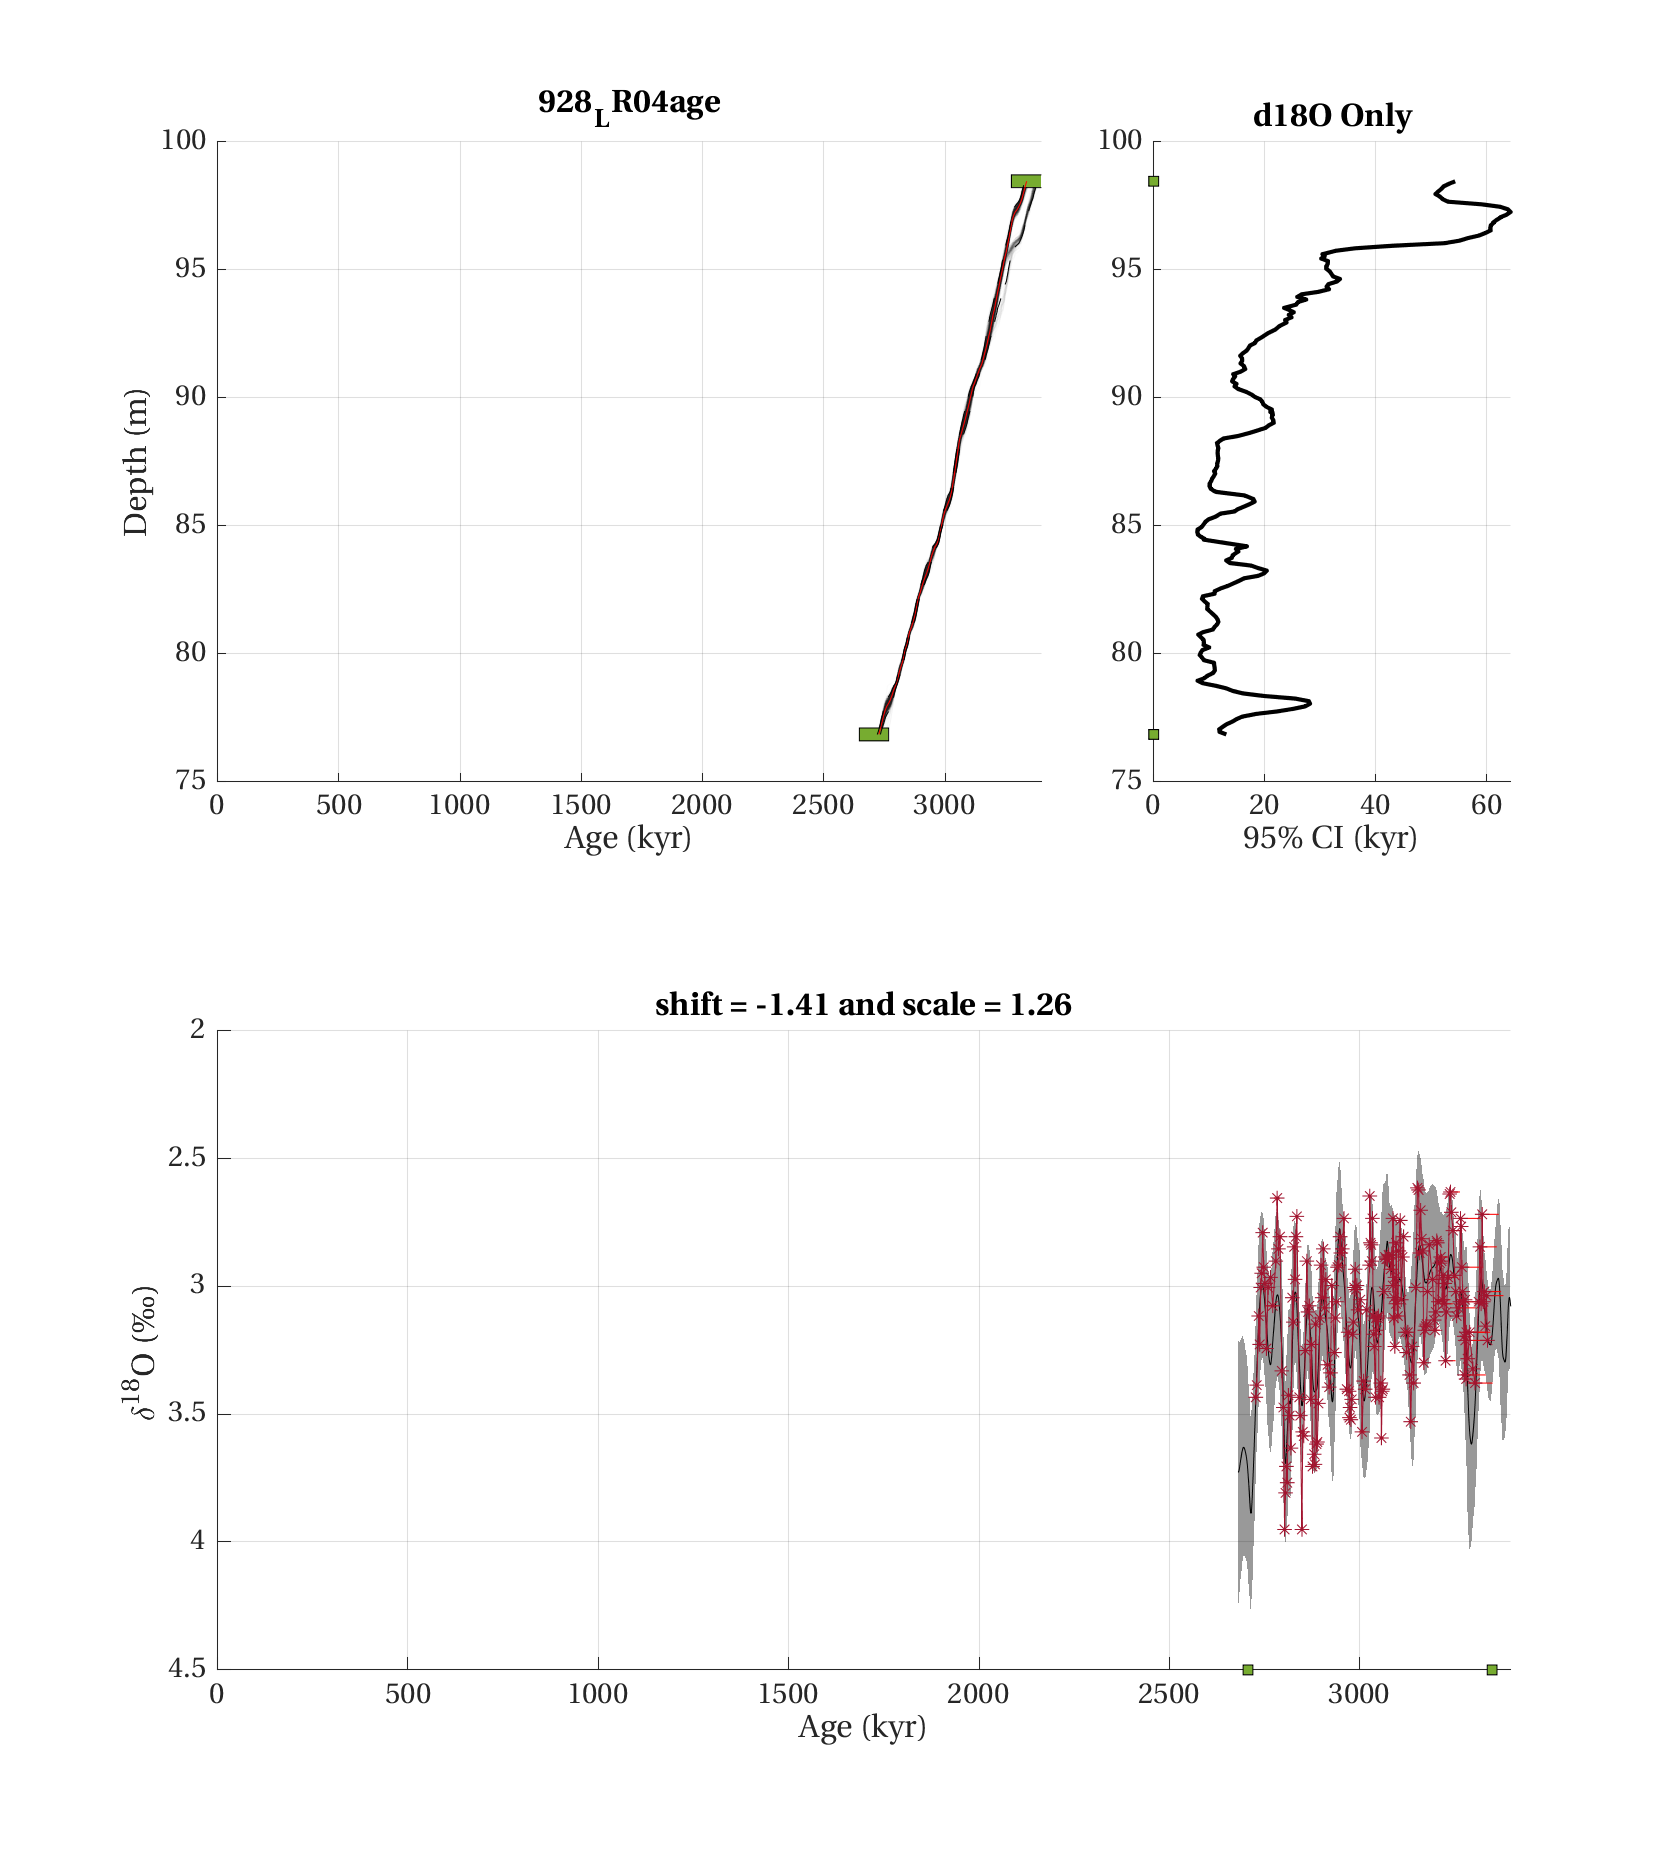 928_LR04age
100
95
90
85
80
75
Depth (m)
0 500 1000 1500 2000 2500 3000
Age (kyr)
d18O Only
100
95
90
85
80
75
0 20 40 60
95% CI (kyr)
shift = -1.41 and scale = 1.26
2
2.5
3
3.5
4
4.5
δ¹⁸O (‰)
0 500 1000 1500 2000 2500 3000
Age (kyr)